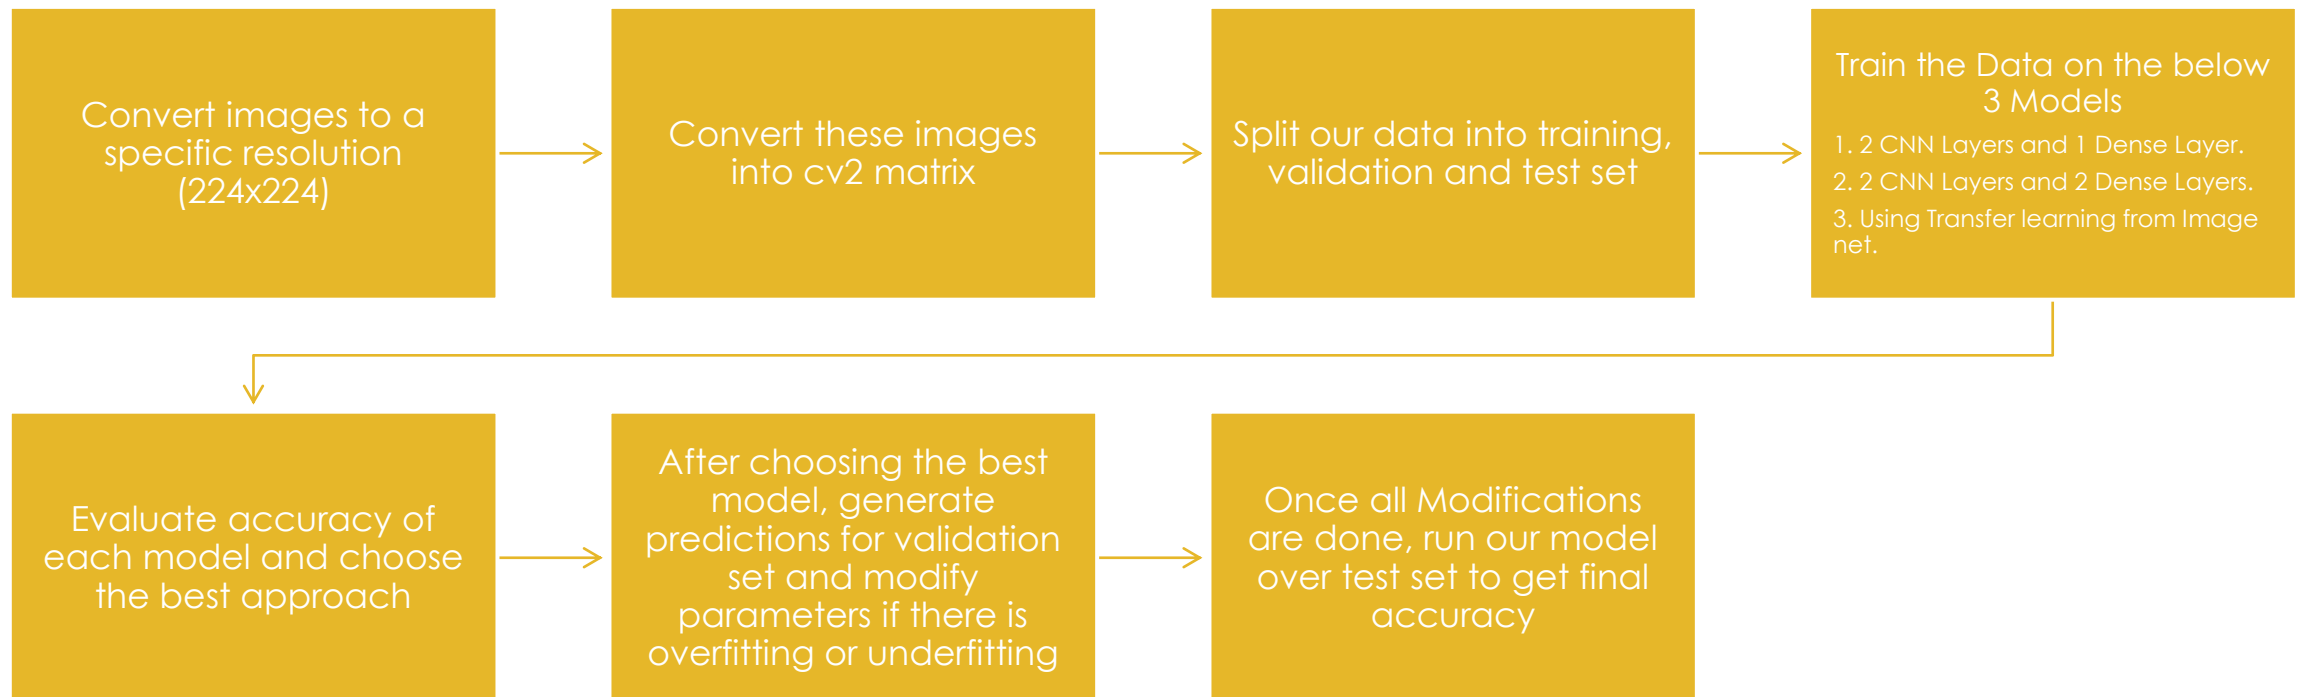 Convert images to a
specific resolution
(224x224)
Convert these images
into cv2 matrix
Split our data into training,
validation and test set
Train the Data on the below
3 Models
1. 2 CNN Layers and 1 Dense Layer.
2. 2 CNN Layers and 2 Dense Layers.
3. Using Transfer learning from Image
net.
Evaluate accuracy of
each model and choose
the best approach
After choosing the best
model, generate
predictions for validation
set and modify
parameters if there is
overfitting or underfitting
Once all Modifications
are done, run our model
over test set to get final
accuracy